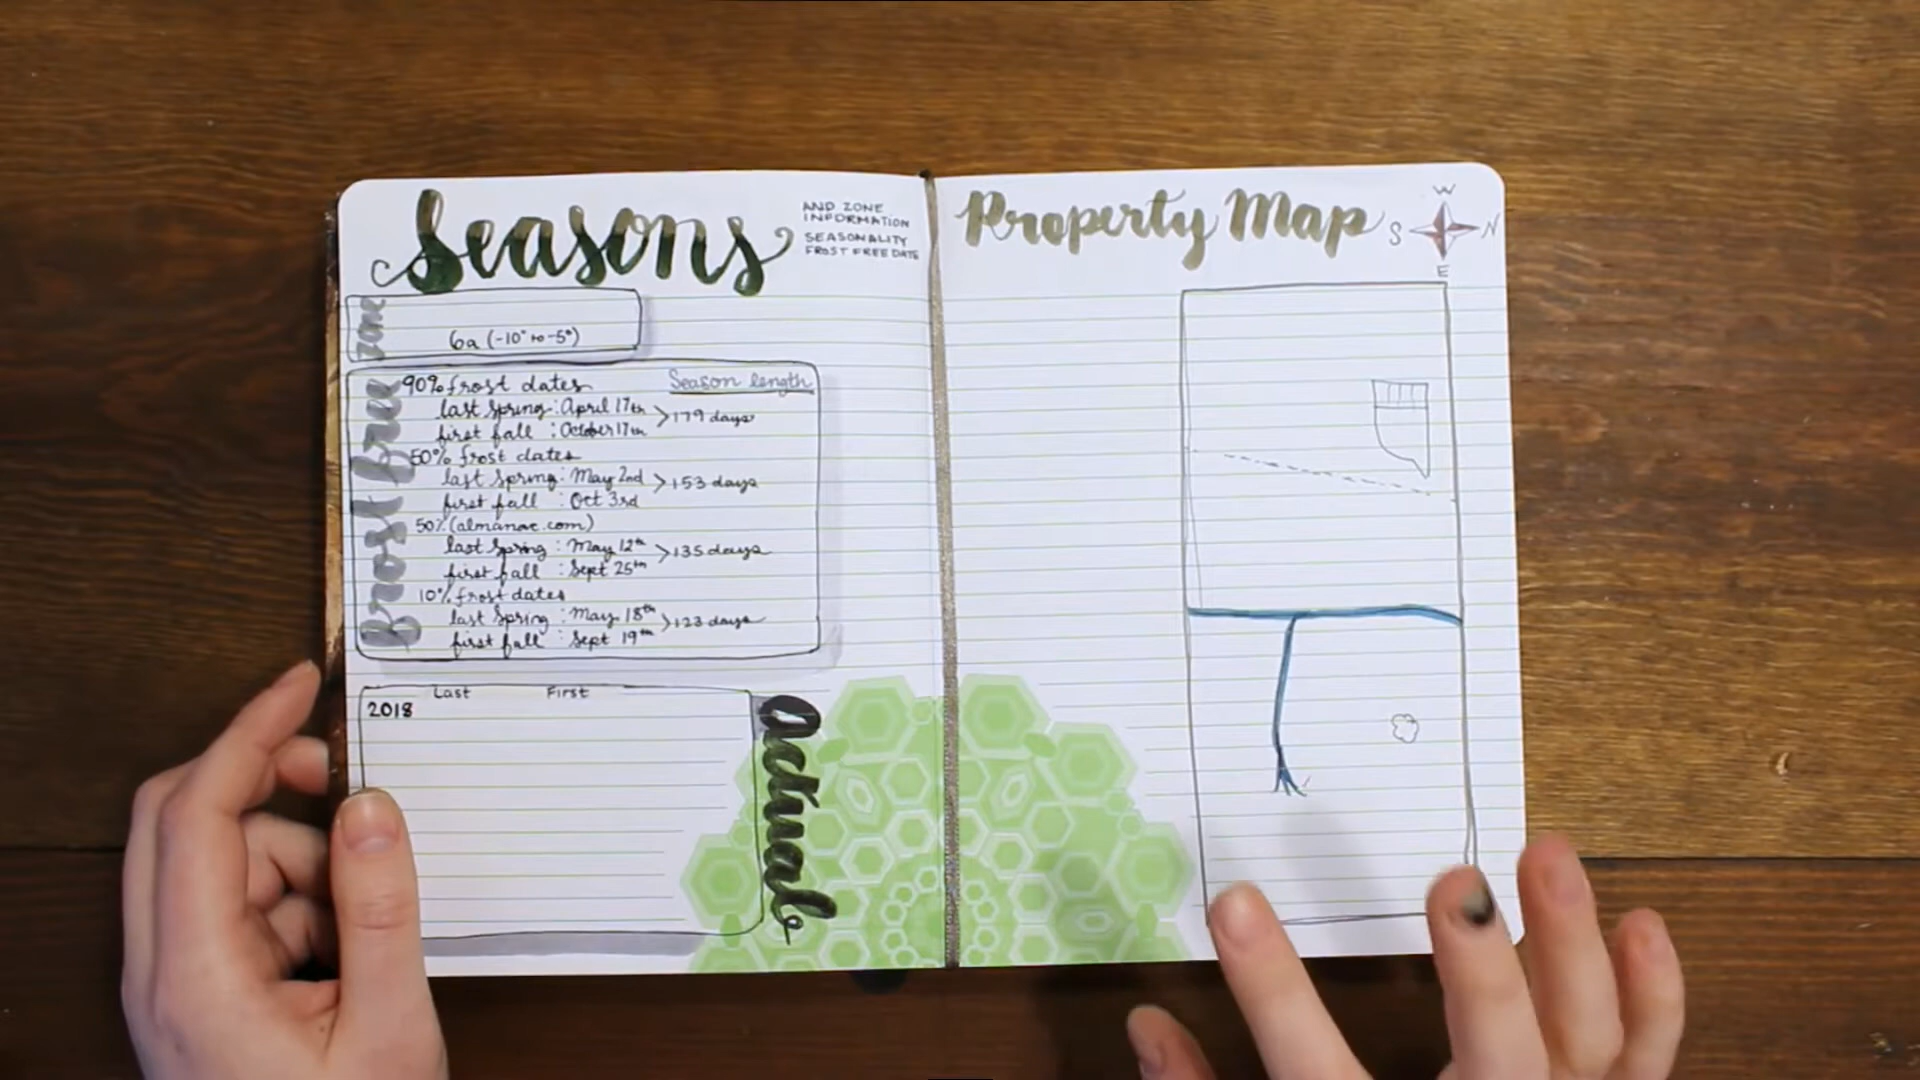 Seasons
AND ZONE
INFORMATION
SEASONALITY
FROST FREE DATE
zone
6a (-10° to -5°)
Frost free
90% frost dates
Season length
last spring: April 17th
>179 days
first fall : October 17th
50% frost dates
last spring: May 2nd
>153 days
first fall : Oct 3rd
50% (almanac.com)
last spring : May 12th
>135 days
first fall : Sept 25th
10% frost dates
last spring : May 18th
>123 days
first fall : Sept 19th
Last First
2018
Actuals
Property Map
W
S N
E